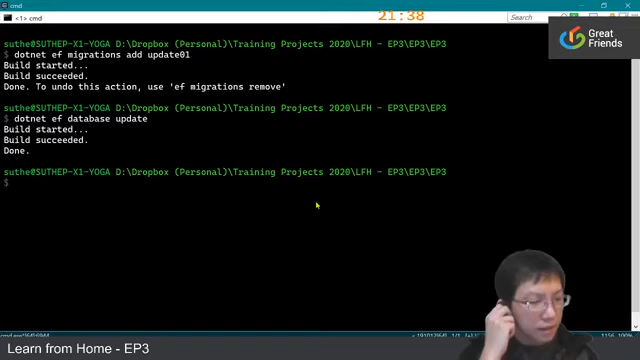 cmd
21:38
<1> cmd
Search
Great
Friends
suthe@SUTHEP-X1-YOGA D:\Dropbox (Personal)\Training Projects 2020\LFH - EP3\EP3\EP3
$ dotnet ef migrations add update01
Build started...
Build succeeded.
Done. To undo this action, use 'ef migrations remove'
suthe@SUTHEP-X1-YOGA D:\Dropbox (Personal)\Training Projects 2020\LFH - EP3\EP3\EP3
$ dotnet ef database update
Build started...
Build succeeded.
Done.
suthe@SUTHEP-X1-YOGA D:\Dropbox (Personal)\Training Projects 2020\LFH - EP3\EP3\EP3
$
Learn from Home - EP3